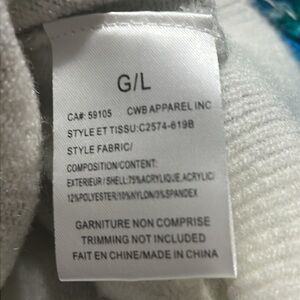 G/L
CA#: 59105 CWB APPAREL INC
STYLE ET TISSU:C2574-619B
STYLE FABRIC/
COMPOSITION/CONTENT:
EXTERIEUR/SHELL:75%ACRYLIQUE,ACRYLIC/
12%POLYESTER/10%NYLON/3%SPANDEX
GARNITURE NON COMPRISE
TRIMMING NOT INCLUDED
FAIT EN CHINE/MADE IN CHINA